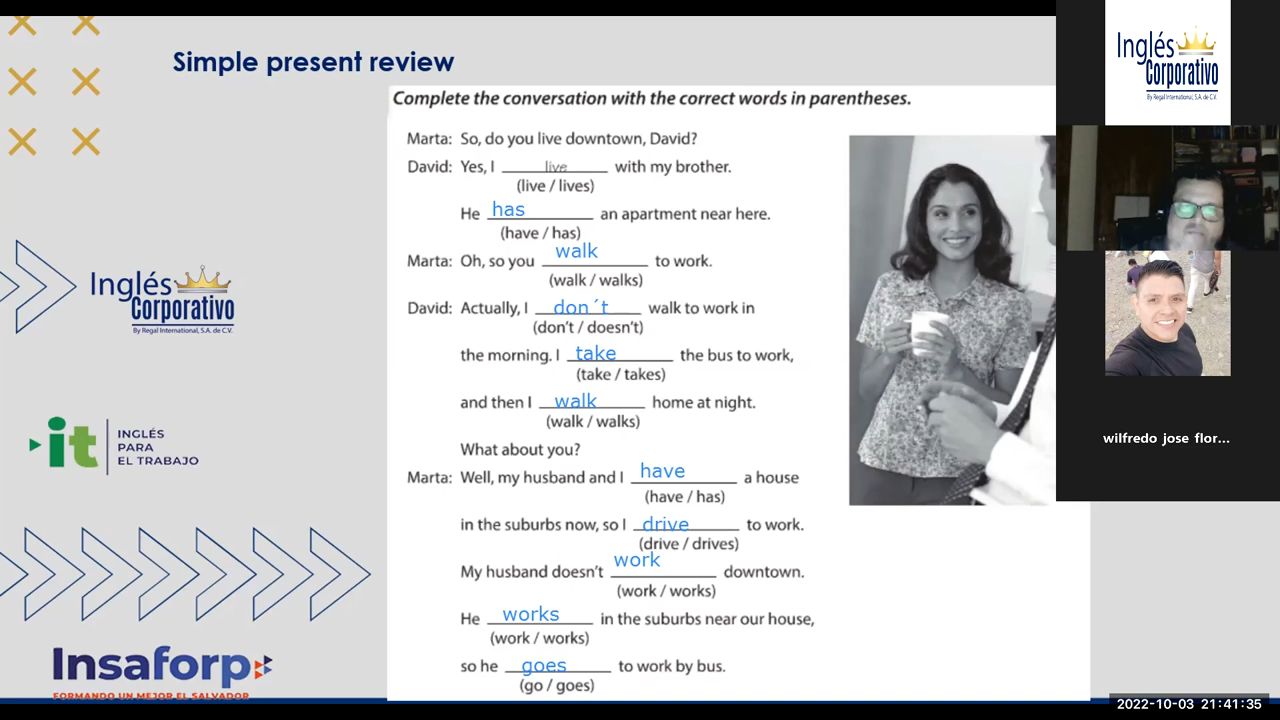 Simple present review
Complete the conversation with the correct words in parentheses.
Marta: So, do you live downtown, David?
David: Yes, I live with my brother.
(live / lives)
He has an apartment near here.
(have / has)
Marta: Oh, so you walk to work.
(walk / walks)
David: Actually, I don´t walk to work in
(don't / doesn't)
the morning. I take the bus to work,
(take / takes)
and then I walk home at night.
(walk / walks)
What about you?
Marta: Well, my husband and I have a house
(have / has)
in the suburbs now, so I drive to work.
(drive / drives)
My husband doesn't work downtown.
(work / works)
He works in the suburbs near our house,
(work / works)
so he goes to work by bus.
(go / goes)
Inglés
Corporativo
By Regal International, S.A. de C.V.
it INGLÉS
PARA
EL TRABAJO
Insaforp
FORMANDO UN MEJOR EL SALVADOR
Inglés
Corporativo
By Regal International, S.A. de C.V.
wilfredo jose flor...
2022-10-03 21:41:35